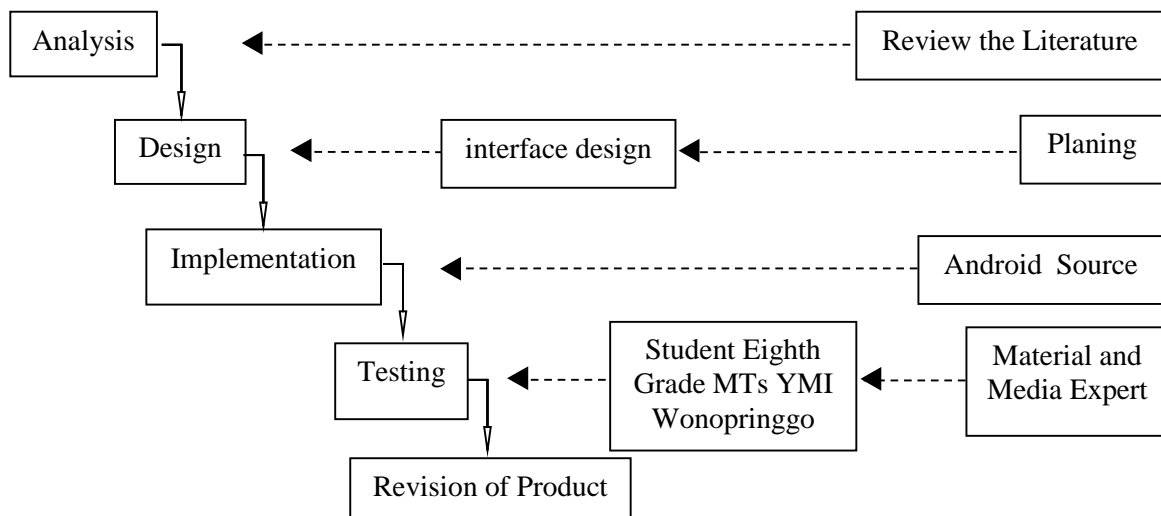 Analysis
Review the Literature
Design
interface design
Planing
Implementation
Android Source
Testing
Student Eighth
Grade MTs YMI
Wonopringgo
Material and
Media Expert
Revision of Product